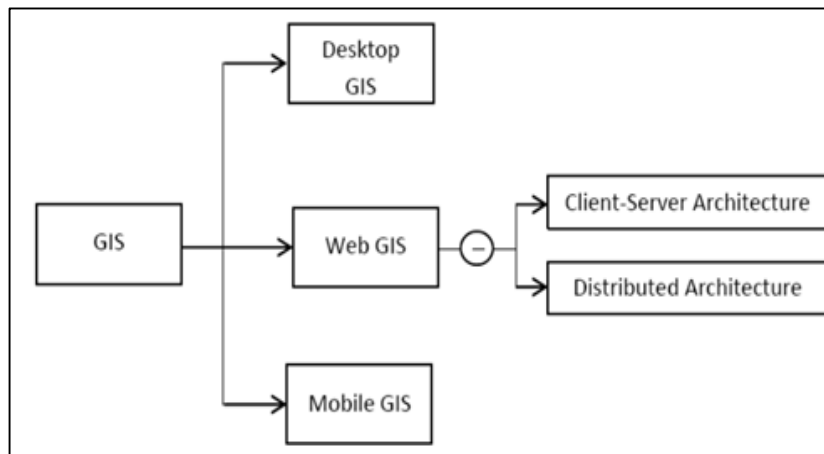 Desktop
GIS
GIS
Web GIS
Client-Server Architecture
Distributed Architecture
Mobile GIS